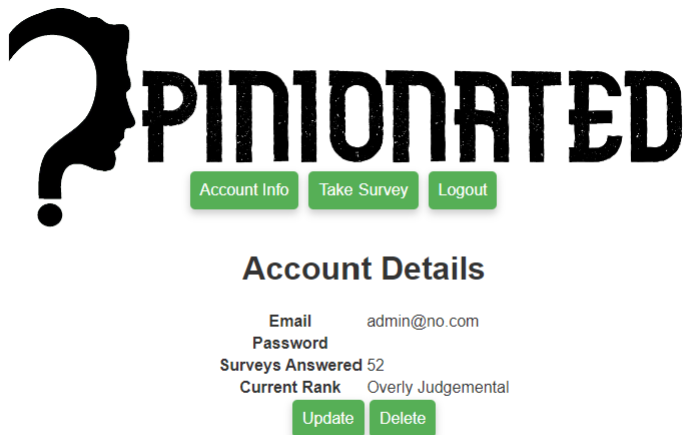 ?PINIONATED
Account Info Take Survey Logout
Account Details
Email admin@no.com
Password
Surveys Answered 52
Current Rank Overly Judgemental
Update Delete